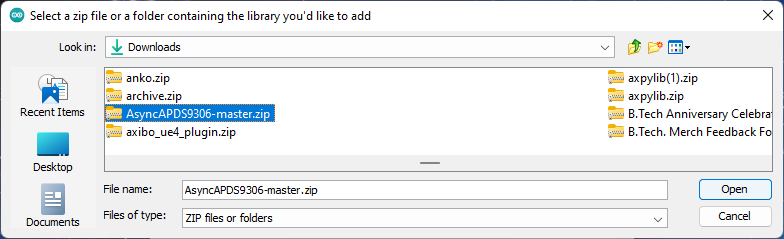 Select a zip file or a folder containing the library you'd like to add
Look in: Downloads
Recent Items
Desktop
Documents
anko.zip
archive.zip
AsyncAPDS9306-master.zip
axibo_ue4_plugin.zip
axpylib(1).zip
axpylib.zip
B.Tech Anniversary Celebrat
B.Tech. Merch Feedback Fo
File name: AsyncAPDS9306-master.zip
Open
Files of type: ZIP files or folders
Cancel